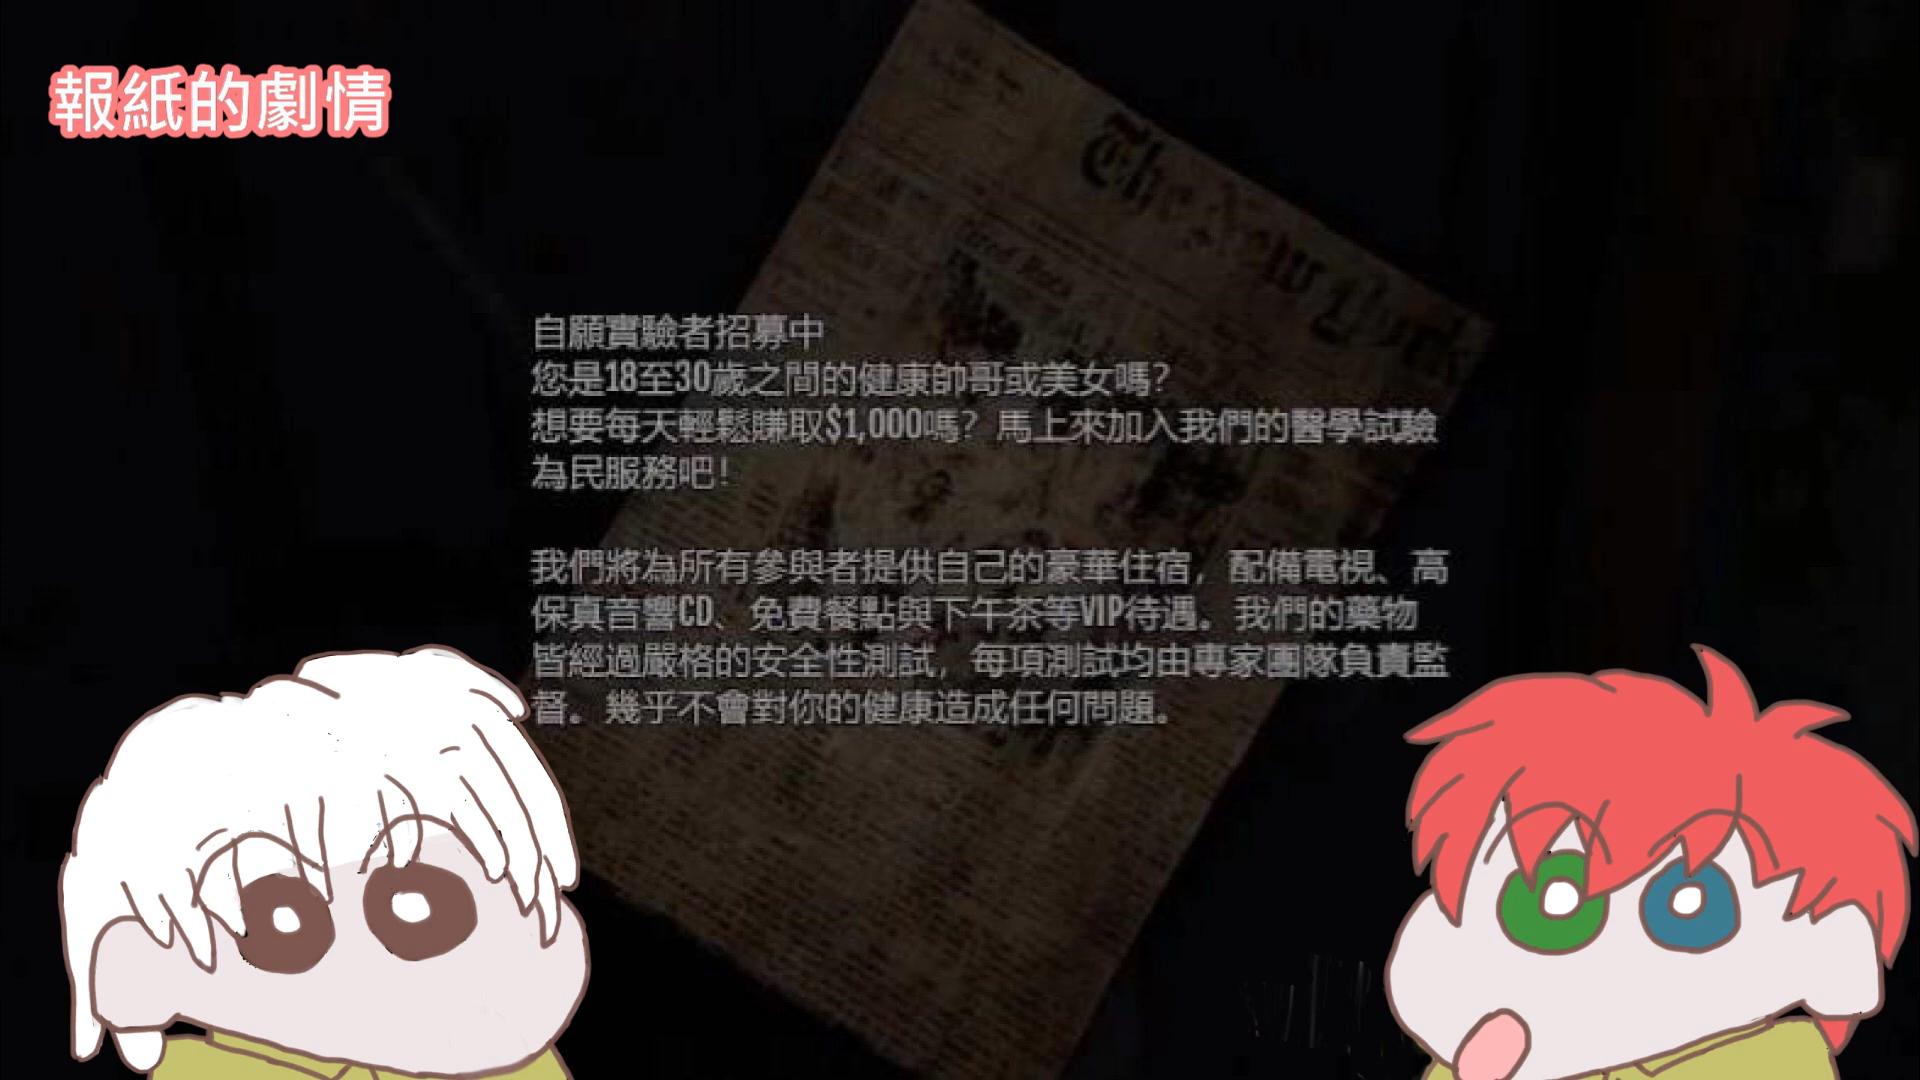 報紙的劇情
The New York
自願實驗者招募中
您是18至30歲之間的健康帥哥或美女嗎?
想要每天輕鬆賺取$1,000嗎? 馬上來加入我們的醫學試驗
為民服務吧!
我們將為所有參與者提供自己的豪華住宿, 配備電視、高
保真音響CD、免費餐點與下午茶等VIP待遇。我們的藥物
皆經過嚴格的安全性測試, 每項測試均由專家團隊負責監
督。幾乎不會對你的健康造成任何問題。